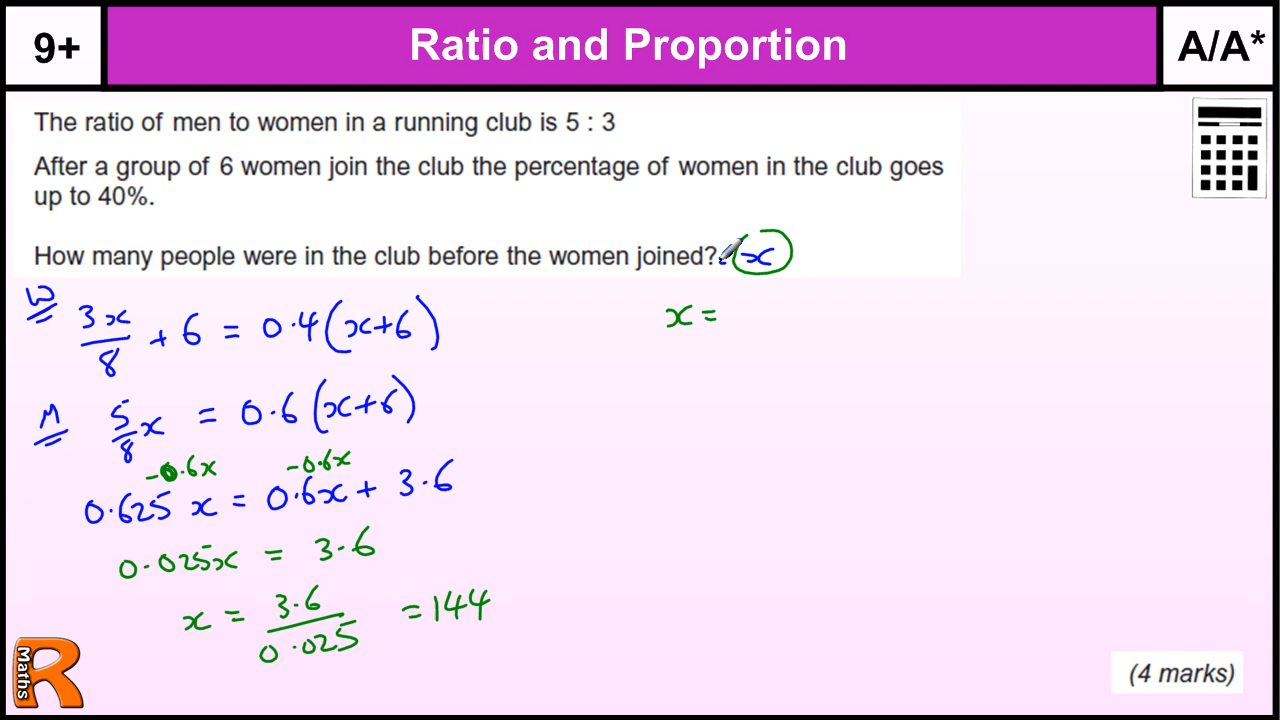 9+
Ratio and Proportion
A/A*
The ratio of men to women in a running club is 5 : 3
After a group of 6 women join the club the percentage of women in the club goes
up to 40%.
How many people were in the club before the women joined? x
W
3x/8 + 6 = 0.4(x+6)
x =
M
5/8 x = 0.6(x+6)
-0.6x -0.6x
0.625 x = 0.6x + 3.6
0.025x = 3.6
x = 3.6/0.025 = 144
Maths
R
(4 marks)